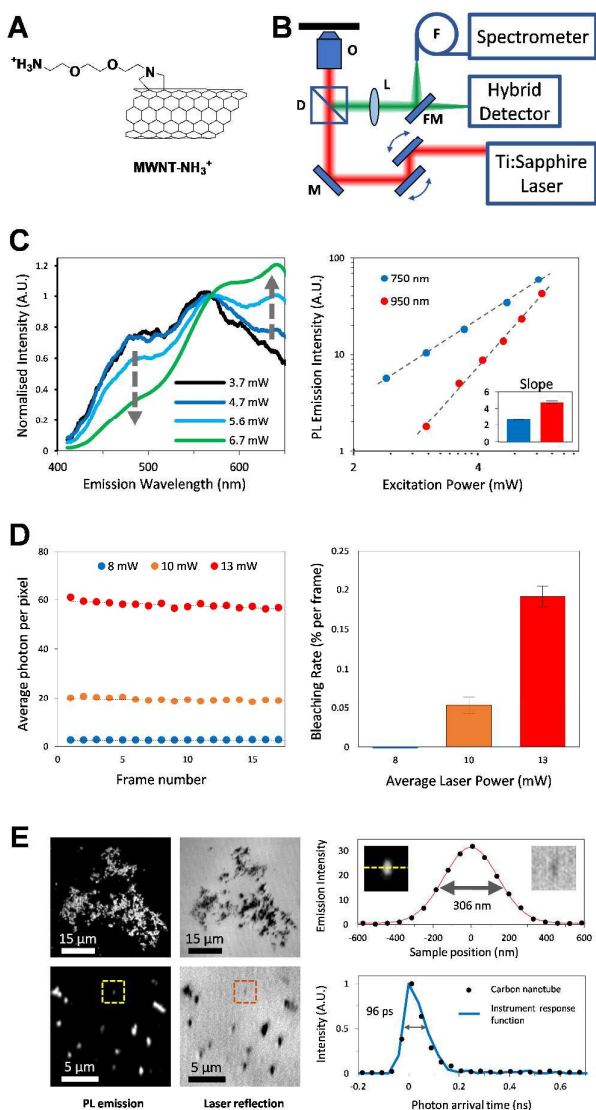 A
⁺H₃N
O
O
N
MWNT-NH₃⁺
B
O
D
L
F
FM
M
Spectrometer
Hybrid
Detector
Ti:Sapphire
Laser
C
Normalised Intensity (A.U.)
1.2
1
0.8
0.6
0.4
0.2
0
400
500
600
3.7 mW
4.7 mW
5.6 mW
6.7 mW
Emission Wavelength (nm)
PL Emission Intensity (A.U.)
100
10
1
750 nm
950 nm
Slope
6
4
2
0
2
4
Excitation Power (mW)
D
Average photon per pixel
80
60
40
20
0
8 mW
10 mW
13 mW
0
5
10
15
Frame number
Bleaching Rate (% per frame)
0.25
0.2
0.15
0.1
0.05
0
8
10
13
Average Laser Power (mW)
E
15 µm
15 µm
5 µm
5 µm
PL emission
Laser reflection
Emission Intensity
30
20
10
0
306 nm
-600
-400
-200
0
200
400
600
Sample position (nm)
Intensity (A.U.)
1
0.5
0
96 ps
Carbon nanotube
Instrument response
function
-0.2
0
0.2
0.4
0.6
Photon arrival time (ns)